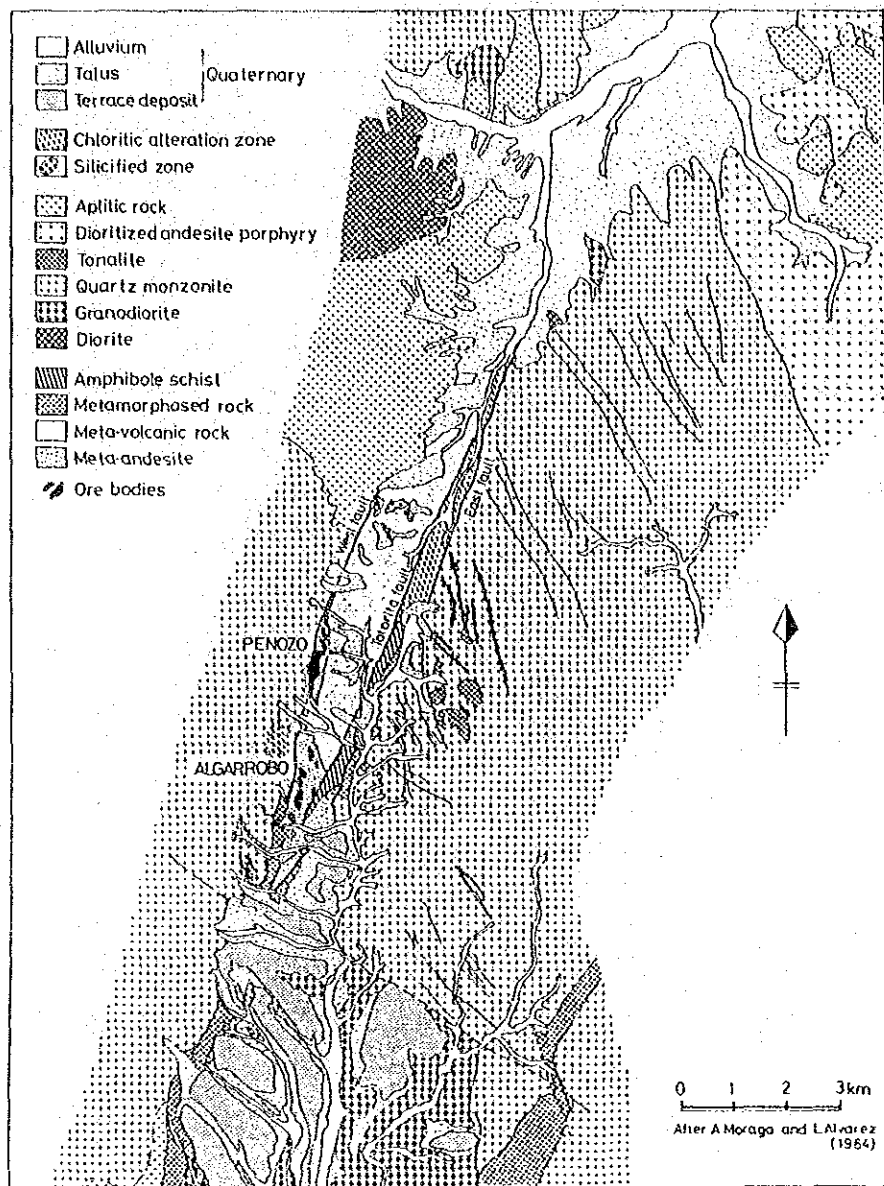 Alluvium
Talus
Quaternary
Terrace deposit
Chloritic alteration zone
Silicified zone
Aplitic rock
Dioritized andesite porphyry
Tonalite
Quartz monzonite
Granodiorite
Diorite
Amphibole schist
Metamorphosed rock
Meta-volcanic rock
Meta-andesite
Ore bodies
West fault
East fault
Totorita fault
PENOZO
ALGARROBO
0 1 2 3km
After A Moraga and L Alvarez
(1964)